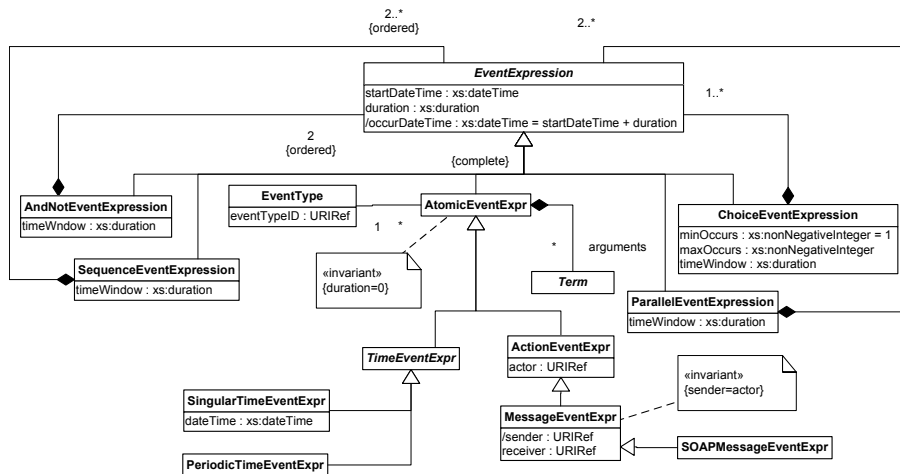 2..*
{ordered}
2..*
EventExpression
startDateTime : xs:dateTime
duration : xs:duration
/occurDateTime : xs:dateTime = startDateTime + duration
1..*
2
{ordered}
{complete}
AndNotEventExpression
timeWndow : xs:duration
EventType
eventTypeID : URIRef
1
*
AtomicEventExpr
*
arguments
Term
ChoiceEventExpression
minOccurs : xs:nonNegativeInteger = 1
maxOccurs : xs:nonNegativeInteger
timeWindow : xs:duration
SequenceEventExpression
timeWindow : xs:duration
«invariant»
{duration=0}
ParallelEventExpression
timeWindow : xs:duration
TimeEventExpr
ActionEventExpr
actor : URIRef
«invariant»
{sender=actor}
SingularTimeEventExpr
dateTime : xs:dateTime
MessageEventExpr
/sender : URIRef
receiver : URIRef
SOAPMessageEventExpr
PeriodicTimeEventExpr